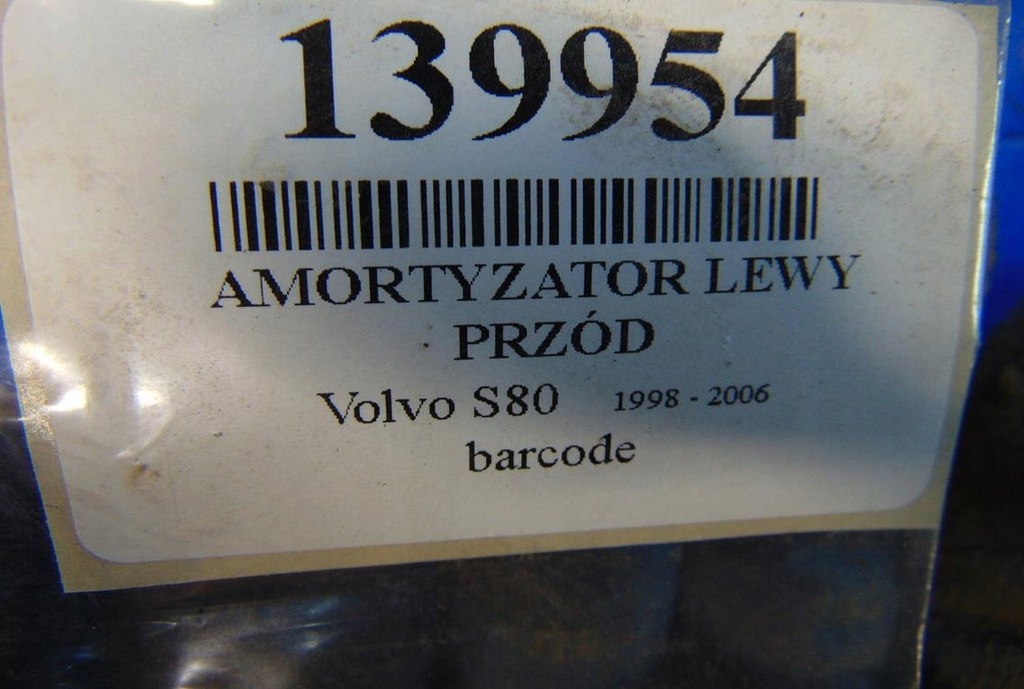 139954
AMORTYZATOR LEWY
PRZÓD
Volvo S80 1998 - 2006
barcode